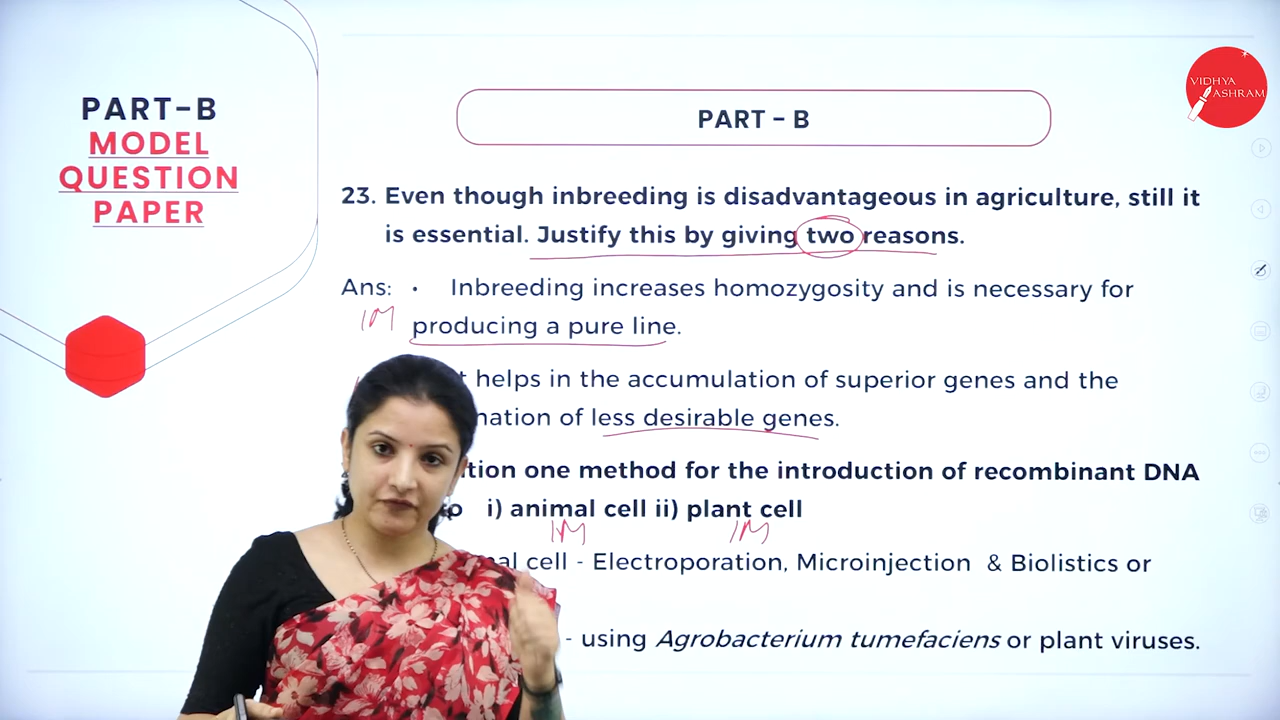 PART-B
MODEL
QUESTION
PAPER
PART - B
VIDHYA
ASHRAM
23. Even though inbreeding is disadvantageous in agriculture, still it
is essential. Justify this by giving two reasons.
Ans: • Inbreeding increases homozygosity and is necessary for
1M
producing a pure line.
helps in the accumulation of superior genes and the
of less desirable genes.
one method for the introduction of recombinant DNA
i) animal cell ii) plant cell
1M 1M
cell - Electroporation, Microinjection & Biolistics or
- using Agrobacterium tumefaciens or plant viruses.